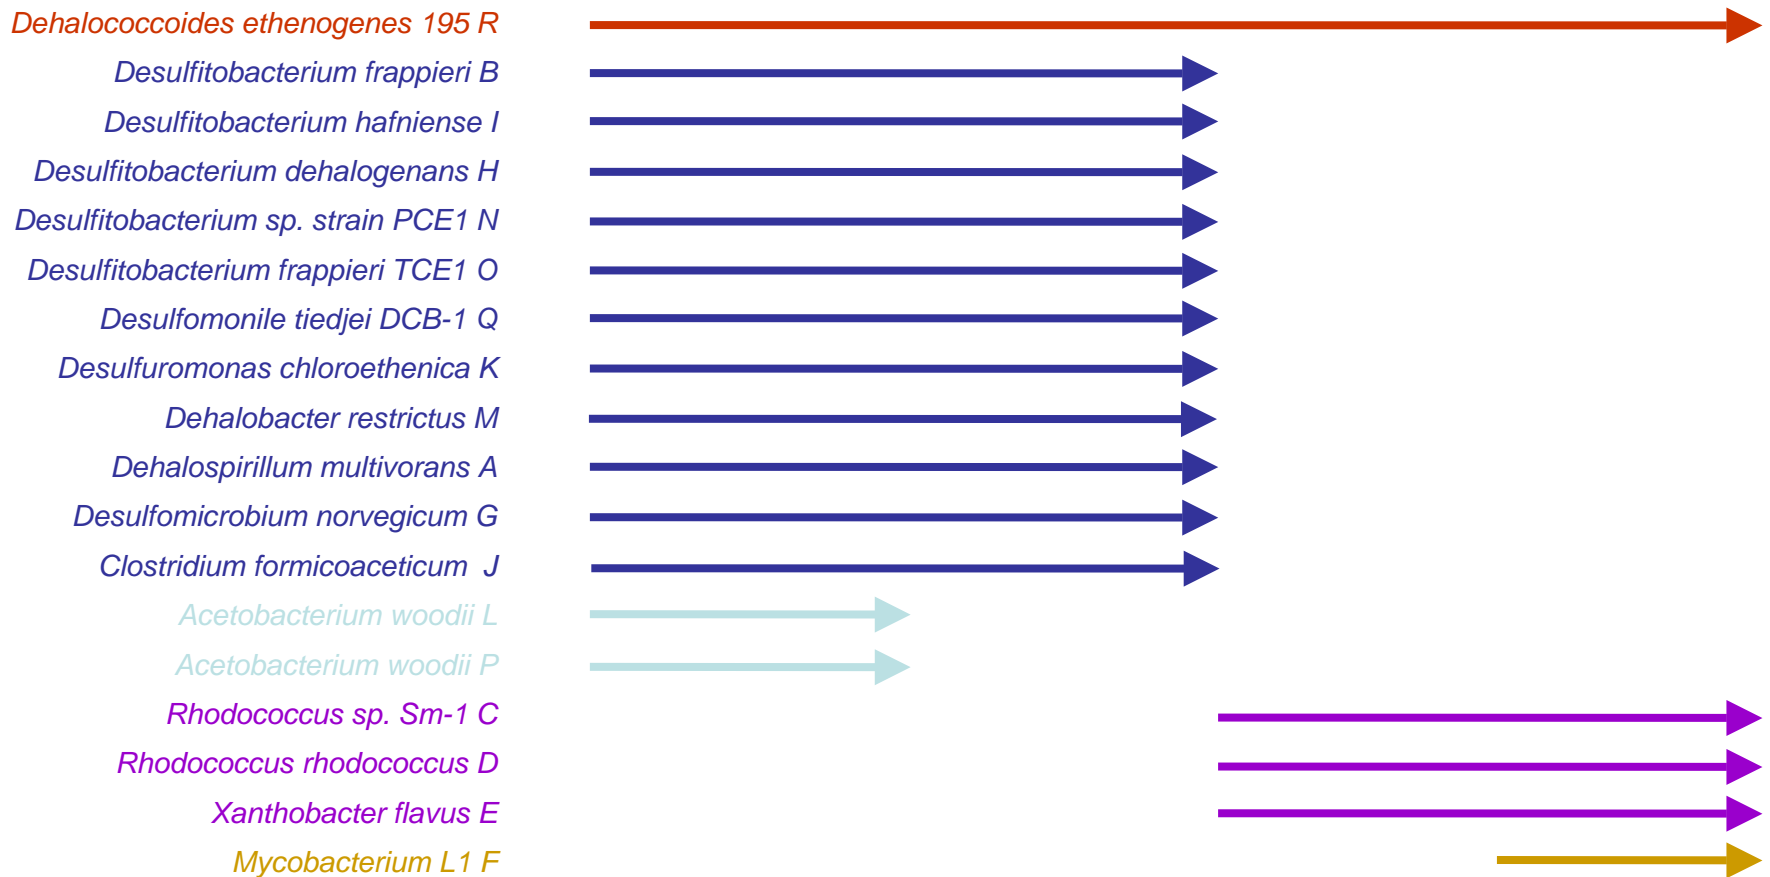 Dehalococcoides ethenogenes 195 R
Desulfitobacterium frappieri B
Desulfitobacterium hafniense I
Desulfitobacterium dehalogenans H
Desulfitobacterium sp. strain PCE1 N
Desulfitobacterium frappieri TCE1 O
Desulfomonile tiedjei DCB-1 Q
Desulfuromonas chloroethenica K
Dehalobacter restrictus M
Dehalospirillum multivorans A
Desulfomicrobium norvegicum G
Clostridium formicoaceticum J
Acetobacterium woodii L
Acetobacterium woodii P
Rhodococcus sp. Sm-1 C
Rhodococcus rhodococcus D
Xanthobacter flavus E
Mycobacterium L1 F